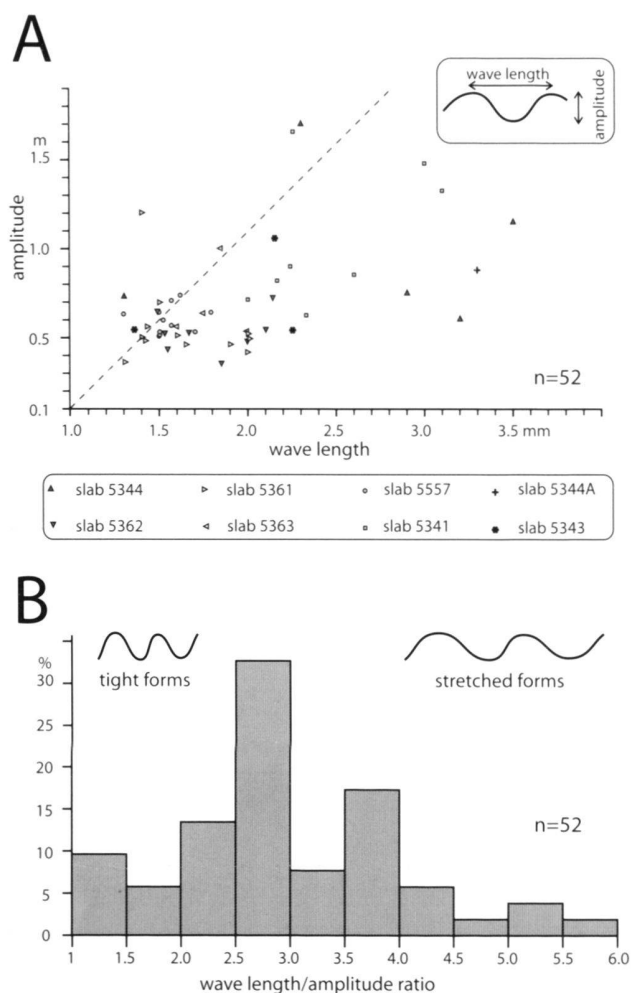 A
m
1.5
1.0
0.5
0.1
amplitude
wave length
amplitude
n=52
1.0 1.5 2.0 2.5 3.0 3.5 mm
wave length
slab 5344 slab 5361 slab 5557 slab 5344A
slab 5362 slab 5363 slab 5341 slab 5343
B
%
30
25
20
15
10
5
0
tight forms
stretched forms
n=52
1 1.5 2.0 2.5 3.0 3.5 4.0 4.5 5.0 5.5 6.0
wave length/amplitude ratio